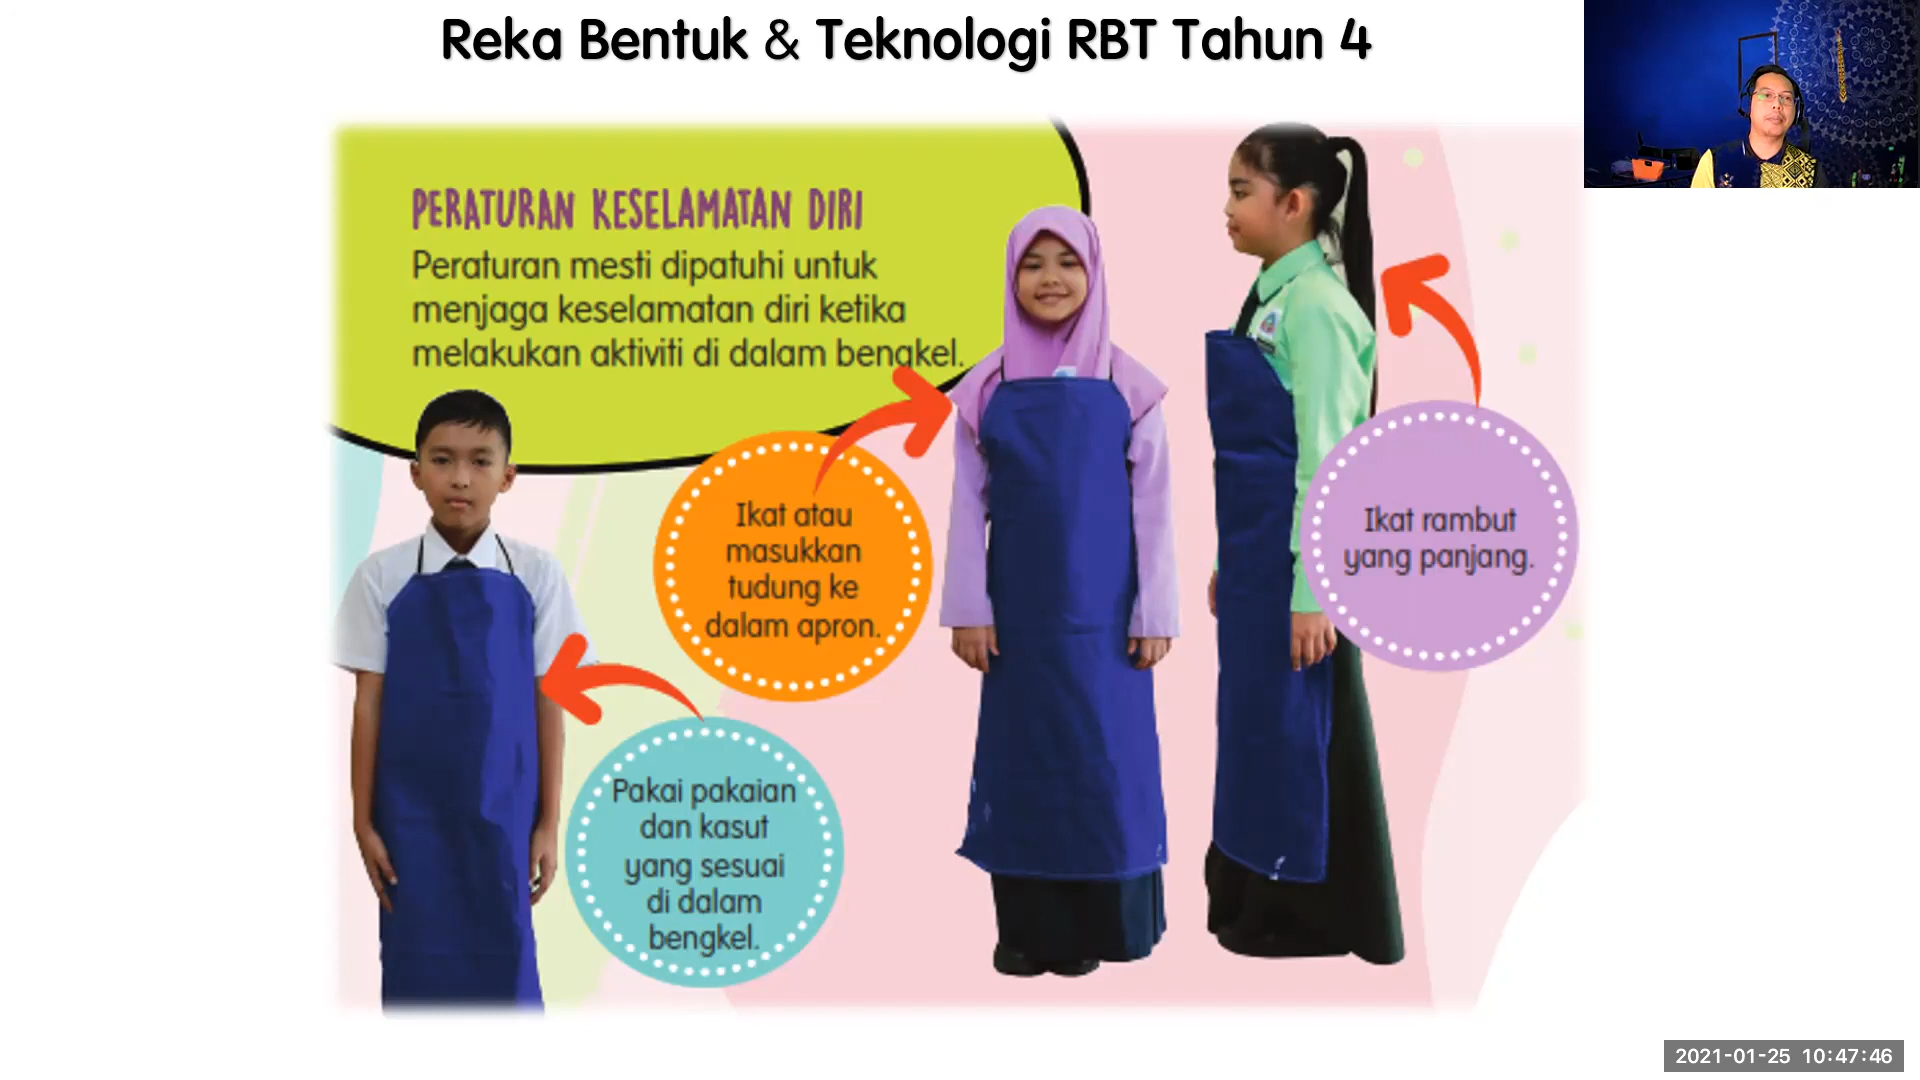 Reka Bentuk & Teknologi RBT Tahun 4
PERATURAN KESELAMATAN DIRI
Peraturan mesti dipatuhi untuk
menjaga keselamatan diri ketika
melakukan aktiviti di dalam bengkel.
Ikat atau
masukkan
tudung ke
dalam apron.
Ikat rambut
yang panjang.
Pakai pakaian
dan kasut
yang sesuai
di dalam
bengkel.
2021-01-25 10:47:46